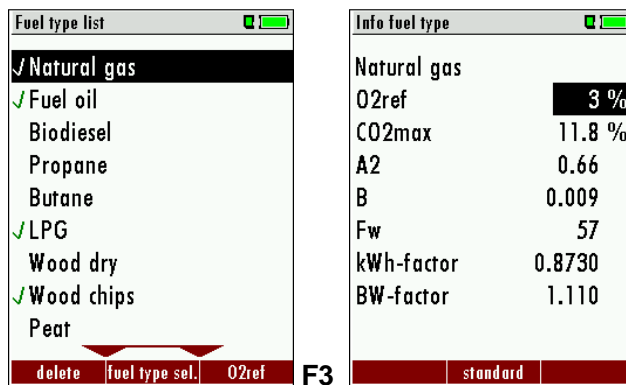 Fuel type list
Natural gas
Fuel oil
Biodiesel
Propane
Butane
LPG
Wood dry
Wood chips
Peat
delete fuel type sel. O2ref
F3
Info fuel type
Natural gas
O2ref 3 %
CO2max 11.8 %
A2 0.66
B 0.009
Fw 57
kWh-factor 0.8730
BW-factor 1.110
standard